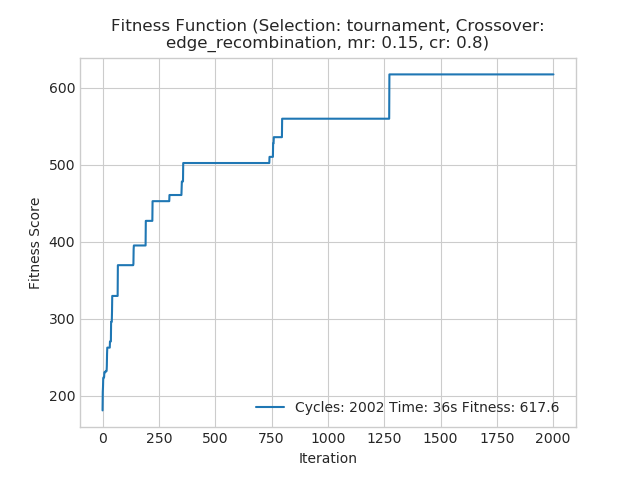 Fitness Function (Selection: tournament, Crossover:
edge_recombination, mr: 0.15, cr: 0.8)
600
500
400
300
200
Fitness Score
Cycles: 2002 Time: 36s Fitness: 617.6
0 250 500 750 1000 1250 1500 1750 2000
Iteration